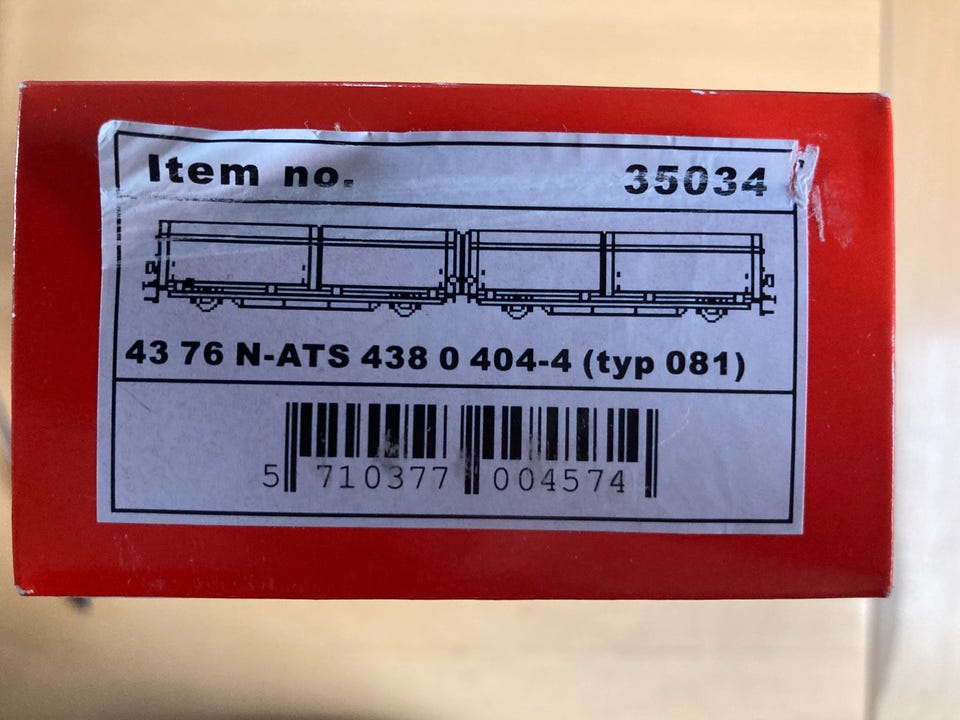 Item no. 35034
43 76 N-ATS 438 0 404-4 (typ 081)
5 710377 004574